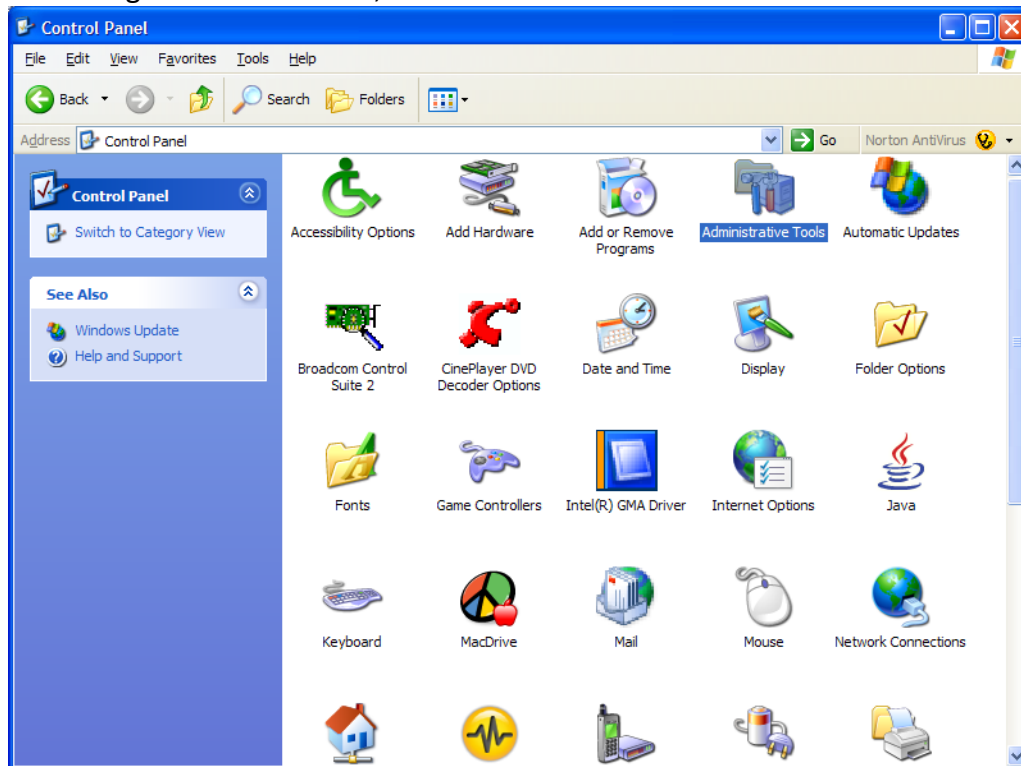 Control Panel
File Edit View Favorites Tools Help
Back Search Folders
Address Control Panel Go Norton AntiVirus
Control Panel
Switch to Category View
See Also
Windows Update
Help and Support
Accessibility Options Add Hardware Add or Remove Programs Administrative Tools Automatic Updates
Broadcom Control Suite 2 CinePlayer DVD Decoder Options Date and Time Display Folder Options
Fonts Game Controllers Intel(R) GMA Driver Internet Options Java
Keyboard MacDrive Mail Mouse Network Connections